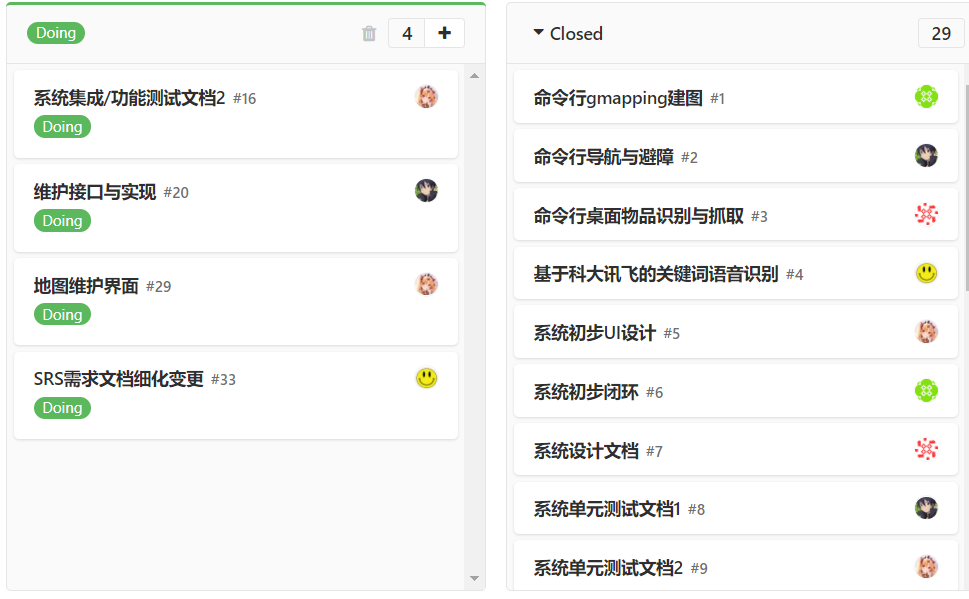 Doing
4
系统集成/功能测试文档2 #16
Doing
维护接口与实现 #20
Doing
地图维护界面 #29
Doing
SRS需求文档细化变更 #33
Doing
Closed
29
命令行gmapping建图 #1
命令行导航与避障 #2
命令行桌面物品识别与抓取 #3
基于科大讯飞的关键词语音识别 #4
系统初步UI设计 #5
系统初步闭环 #6
系统设计文档 #7
系统单元测试文档1 #8
系统单元测试文档2 #9